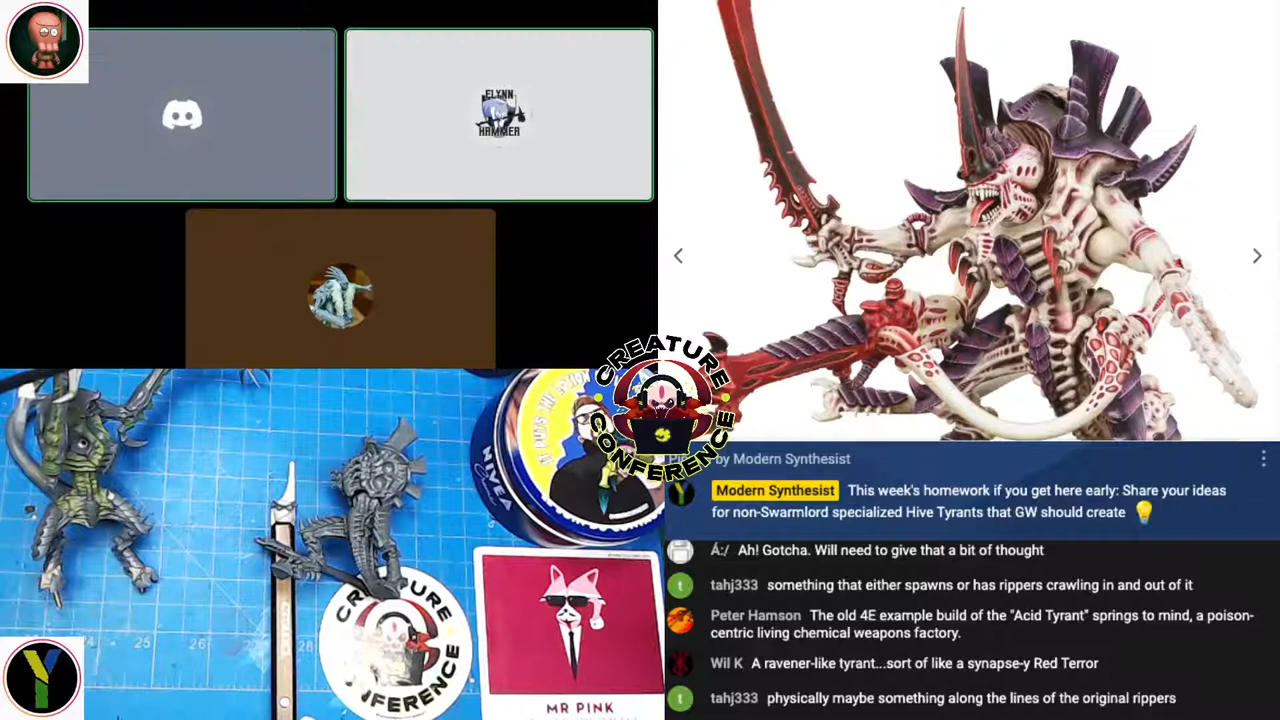 FLYNN
HAMMER
CREATURE
CONFERENCE
by Modern Synthesist
Modern Synthesist This week's homework if you get here early: Share your ideas
for non-Swarmlord specialized Hive Tyrants that GW should create
Á:/ Ah! Gotcha. Will need to give that a bit of thought
t tahj333 something that either spawns or has rippers crawling in and out of it
Peter Hamson The old 4E example build of the "Acid Tyrant" springs to mind, a poison-
centric living chemical weapons factory.
Wil K A ravener-like tyrant...sort of like a synapse-y Red Terror
t tahj333 physically maybe something along the lines of the original rippers
NIVEA
Creme
CREATURE
CONFERENCE
MR PINK
24
25
26
Y